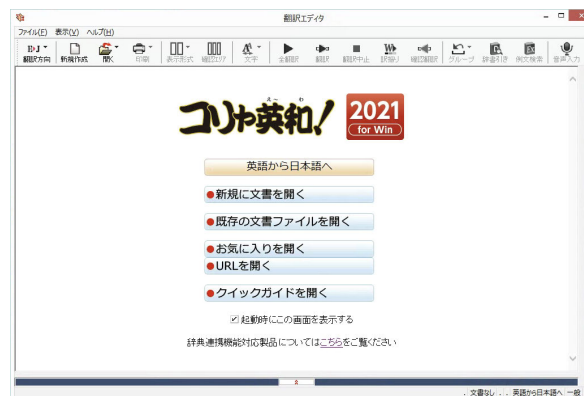 翻訳エディタ
ファイル(F) 表示(V) ヘルプ(H)
E▸J
翻訳方向 新規作成 開く 印刷 表示形式 確認エリア 文字 全翻訳 翻訳 翻訳中止 訳振り 確認翻訳 グループ 辞書引き 例文検索 音声入力
え〜 わ
コリャ英和! 2021
for Win
英語から日本語へ
新規に文書を開く
既存の文書ファイルを開く
お気に入りを開く
URLを開く
クイックガイドを開く
起動時にこの画面を表示する
辞典連携機能対応製品についてはこちらをご覧ください
. 文書なし . . 英語から日本語へ 一般